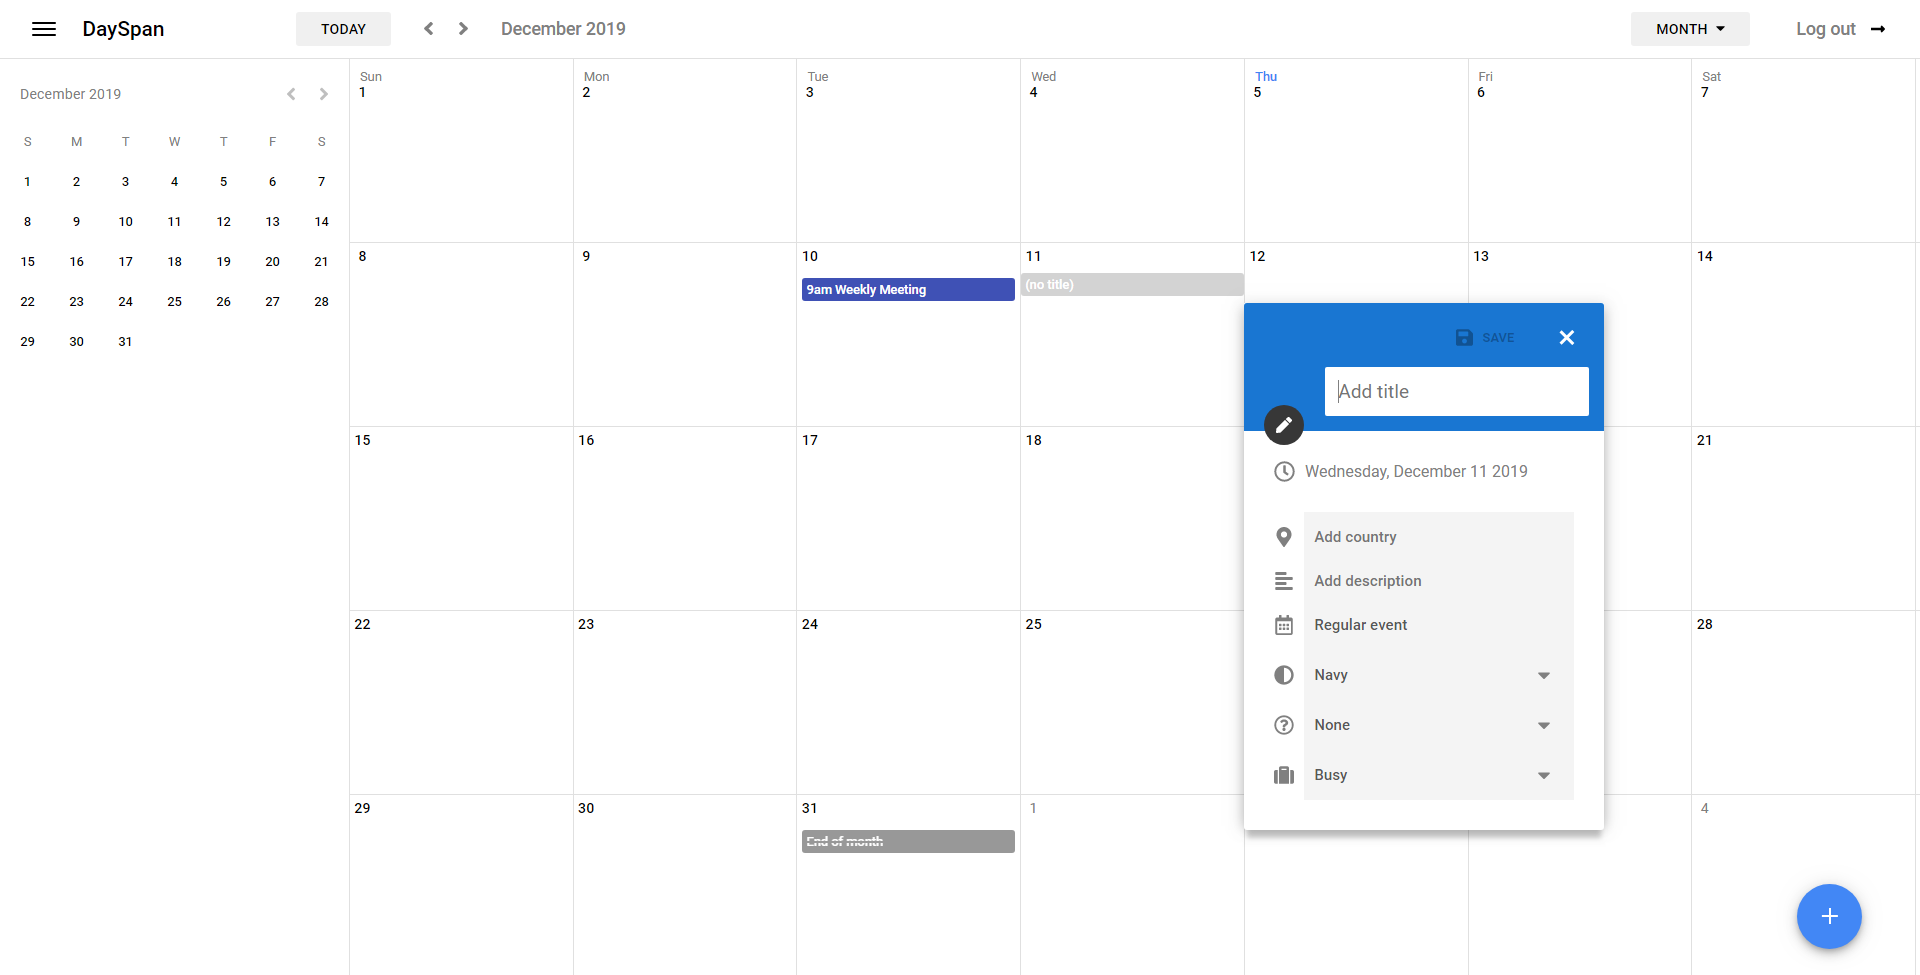 DaySpan TODAY December 2019 MONTH Log out
December 2019
S M T W T F S
1 2 3 4 5 6 7
8 9 10 11 12 13 14
15 16 17 18 19 20 21
22 23 24 25 26 27 28
29 30 31
Sun Mon Tue Wed Thu Fri Sat
1 2 3 4 5 6 7
8 9 10 11 12 13 14
9am Weekly Meeting (no title)
15 16 17 18 21
22 23 24 25 28
29 30 31 1 4
End of month
SAVE
Add title
Wednesday, December 11 2019
Add country
Add description
Regular event
Navy
None
Busy